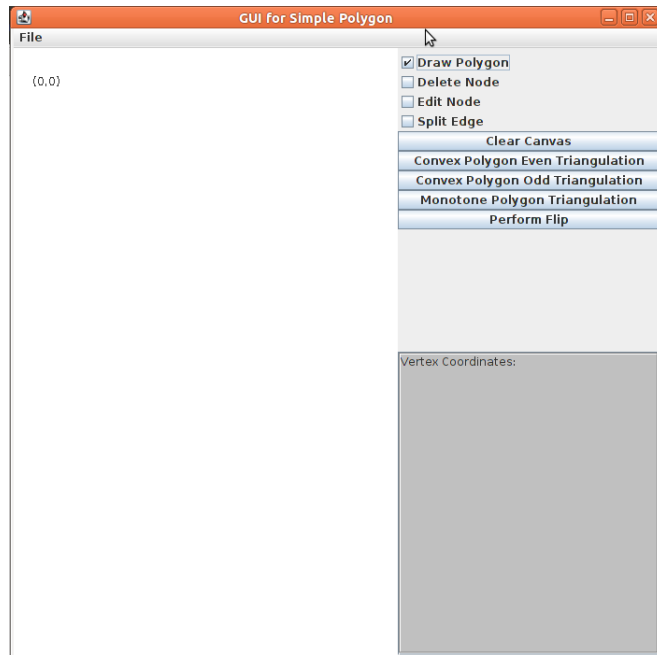 GUI for Simple Polygon
File
(0.0)
Draw Polygon
Delete Node
Edit Node
Split Edge
Clear Canvas
Convex Polygon Even Triangulation
Convex Polygon Odd Triangulation
Monotone Polygon Triangulation
Perform Flip
Vertex Coordinates: